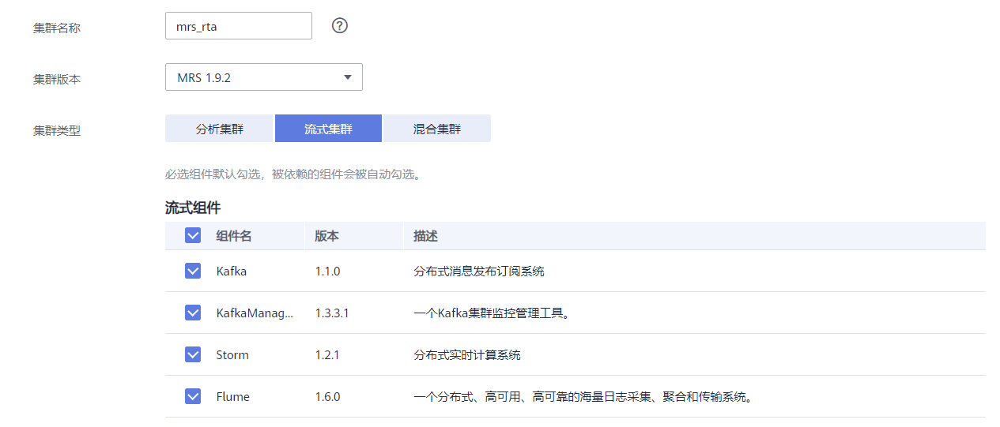 集群名称 mrs_rta ?
集群版本 MRS 1.9.2
集群类型 分析集群 流式集群 混合集群
必选组件默认勾选，被依赖的组件会被自动勾选。
流式组件
组件名 版本 描述
Kafka 1.1.0 分布式消息发布订阅系统
KafkaManag... 1.3.3.1 一个Kafka集群监控管理工具。
Storm 1.2.1 分布式实时计算系统
Flume 1.6.0 一个分布式、高可用、高可靠的海量日志采集、聚合和传输系统。